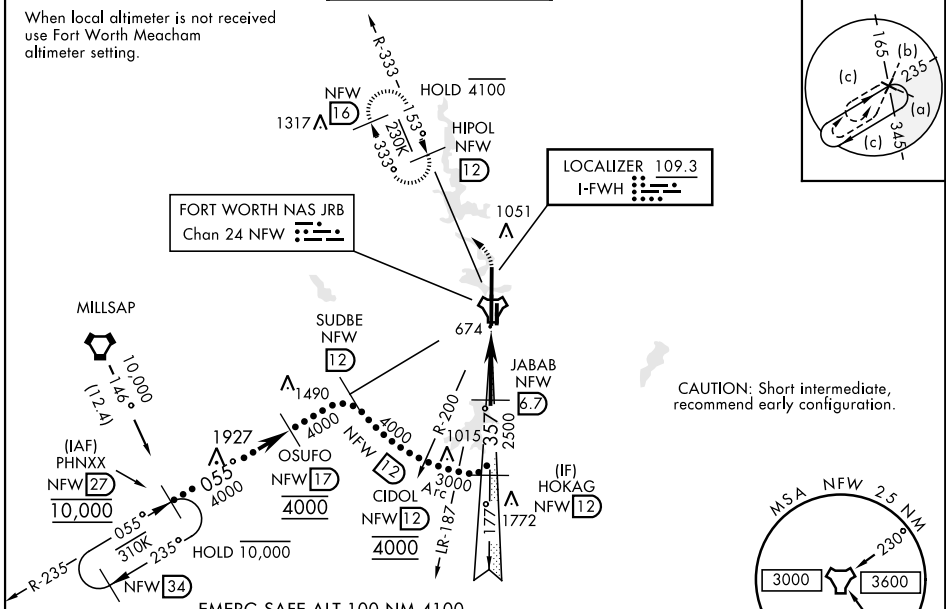 When local altimeter is not received
use Fort Worth Meacham
altimeter setting.
R-333
HOLD 4100
NFW
16
1317
153°
230K
333°
HIPOL
NFW
12
165
(b)
235
(c)
(a)
(c)
345
LOCALIZER 109.3
I-FWH
1051
FORT WORTH NAS JRB
Chan 24 NFW
674
MILLSAP
10,000
146°
(12.4)
SUDBE
NFW
12
1490
4000
4000
NFW
12
R-200
JABAB
NFW
6.7
357°
2500
CAUTION: Short intermediate,
recommend early configuration.
1927
(IAF)
PHNXX
NFW 27
10,000
055°
4000
OSUFO
NFW 17
4000
1015
3000
Arc
CIDOL
NFW 12
4000
LR-187
177°
(IF)
HOKAG
NFW 12
1772
055°
310K
235°
HOLD 10,000
R-235
NFW 34
MSA NFW 25 NM
230°
3000
3600
EMERG SAFE ALT 100 NM 4100